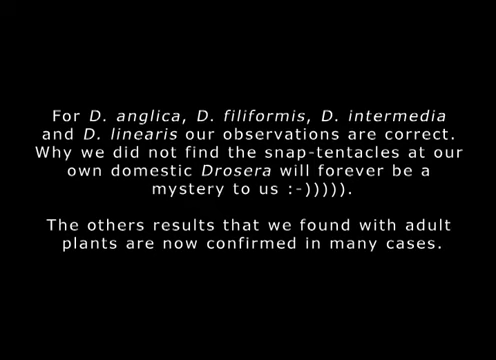 For D. anglica, D. filiformis, D. intermedia
and D. linearis our observations are correct.
Why we did not find the snap-tentacles at our
own domestic Drosera will forever be a
mystery to us :-))))).
The others results that we found with adult
plants are now confirmed in many cases.